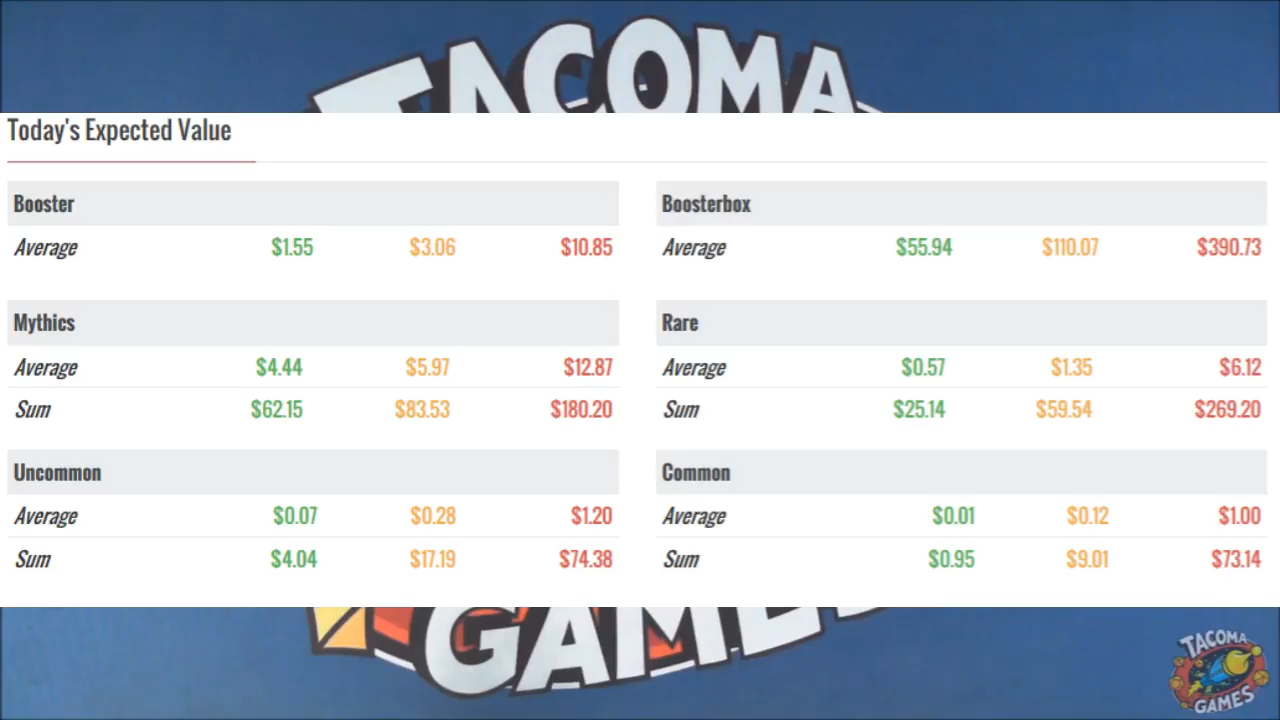 TACOMA
Today's Expected Value
Booster
Average $1.55 $3.06 $10.85
Boosterbox
Average $55.94 $110.07 $390.73
Mythics
Average $4.44 $5.97 $12.87
Sum $62.15 $83.53 $180.20
Rare
Average $0.57 $1.35 $6.12
Sum $25.14 $59.54 $269.20
Uncommon
Average $0.07 $0.28 $1.20
Sum $4.04 $17.19 $74.38
Common
Average $0.01 $0.12 $1.00
Sum $0.95 $9.01 $73.14
GAMES
TACOMA
GAMES